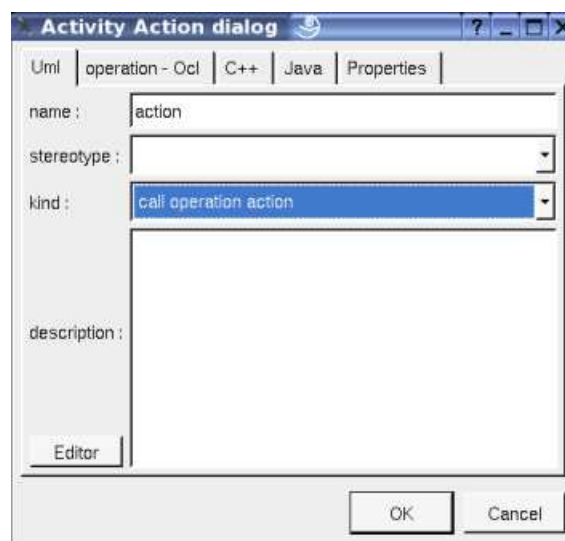 Activity Action dialog ? _ □ X
Uml operation - Ocl C++ Java Properties
name : action
stereotype :
kind : call operation action
description :
Editor
OK Cancel